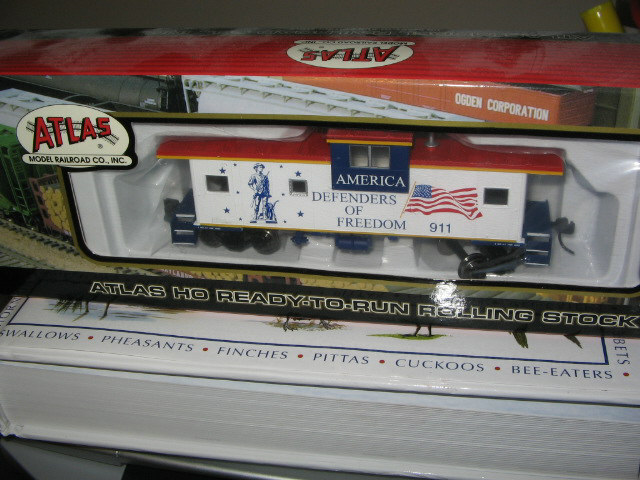 ATLAS
OGDEN CORPORATION
ATLAS
MODEL RAILROAD CO., INC.
AMERICA
DEFENDERS
OF
FREEDOM
911
ATLAS HO READY-TO-RUN ROLLING STOCK
SWALLOWS • PHEASANTS • FINCHES • PITTAS • CUCKOOS • BEE-EATERS •